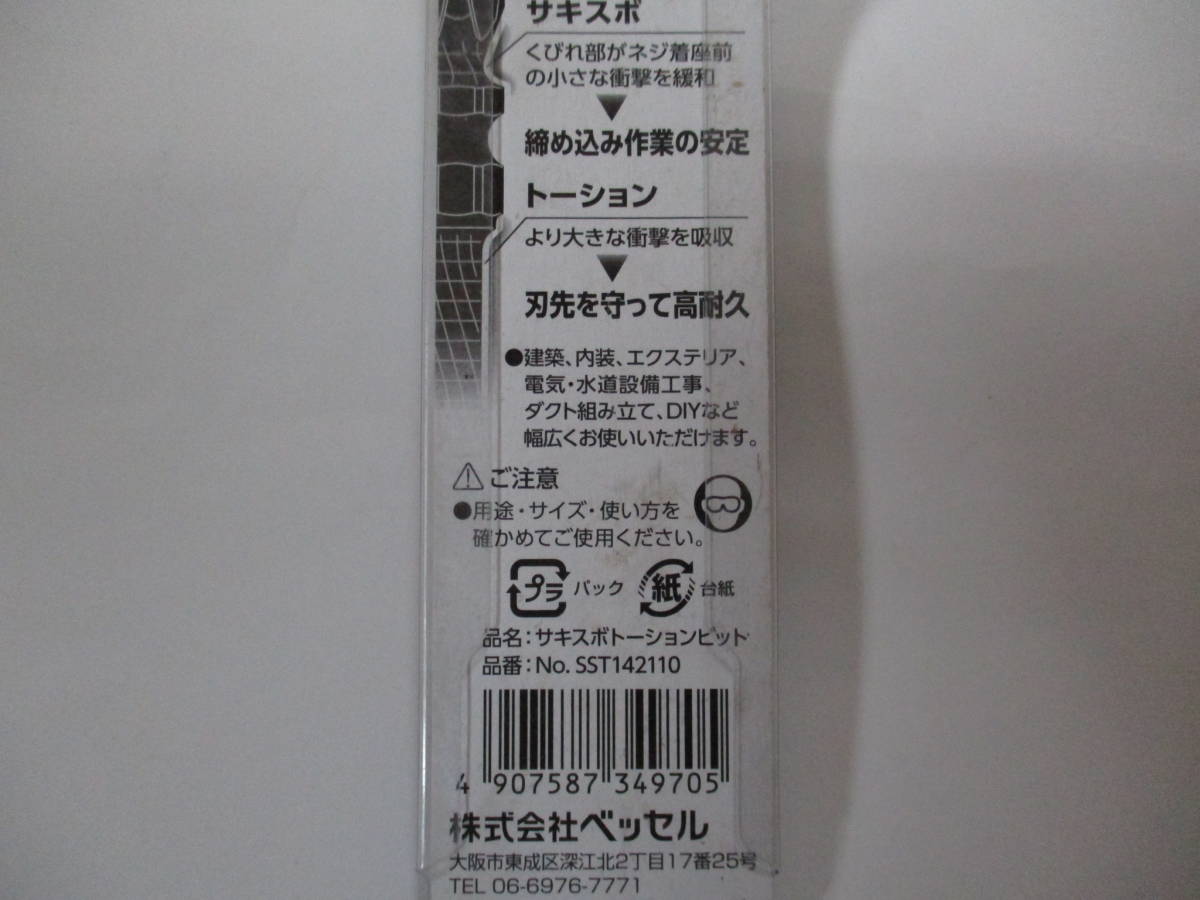 サキスボ
くびれ部がネジ着座前
の小さな衝撃を緩和
▼
締め込み作業の安定
トーション
より大きな衝撃を吸収
▼
刃先を守って高耐久
●建築、内装、エクステリア、
電気・水道設備工事、
ダクト組み立て、DIYなど
幅広くお使いいただけます。
⚠ご注意
●用途・サイズ・使い方を
確かめてご使用ください。
プラ パック 紙 台紙
品名：サキスボトーションビット
品番：No. SST142110
4 907587 349705
株式会社ベッセル
大阪市東成区深江北2丁目17番25号
TEL 06-6976-7771